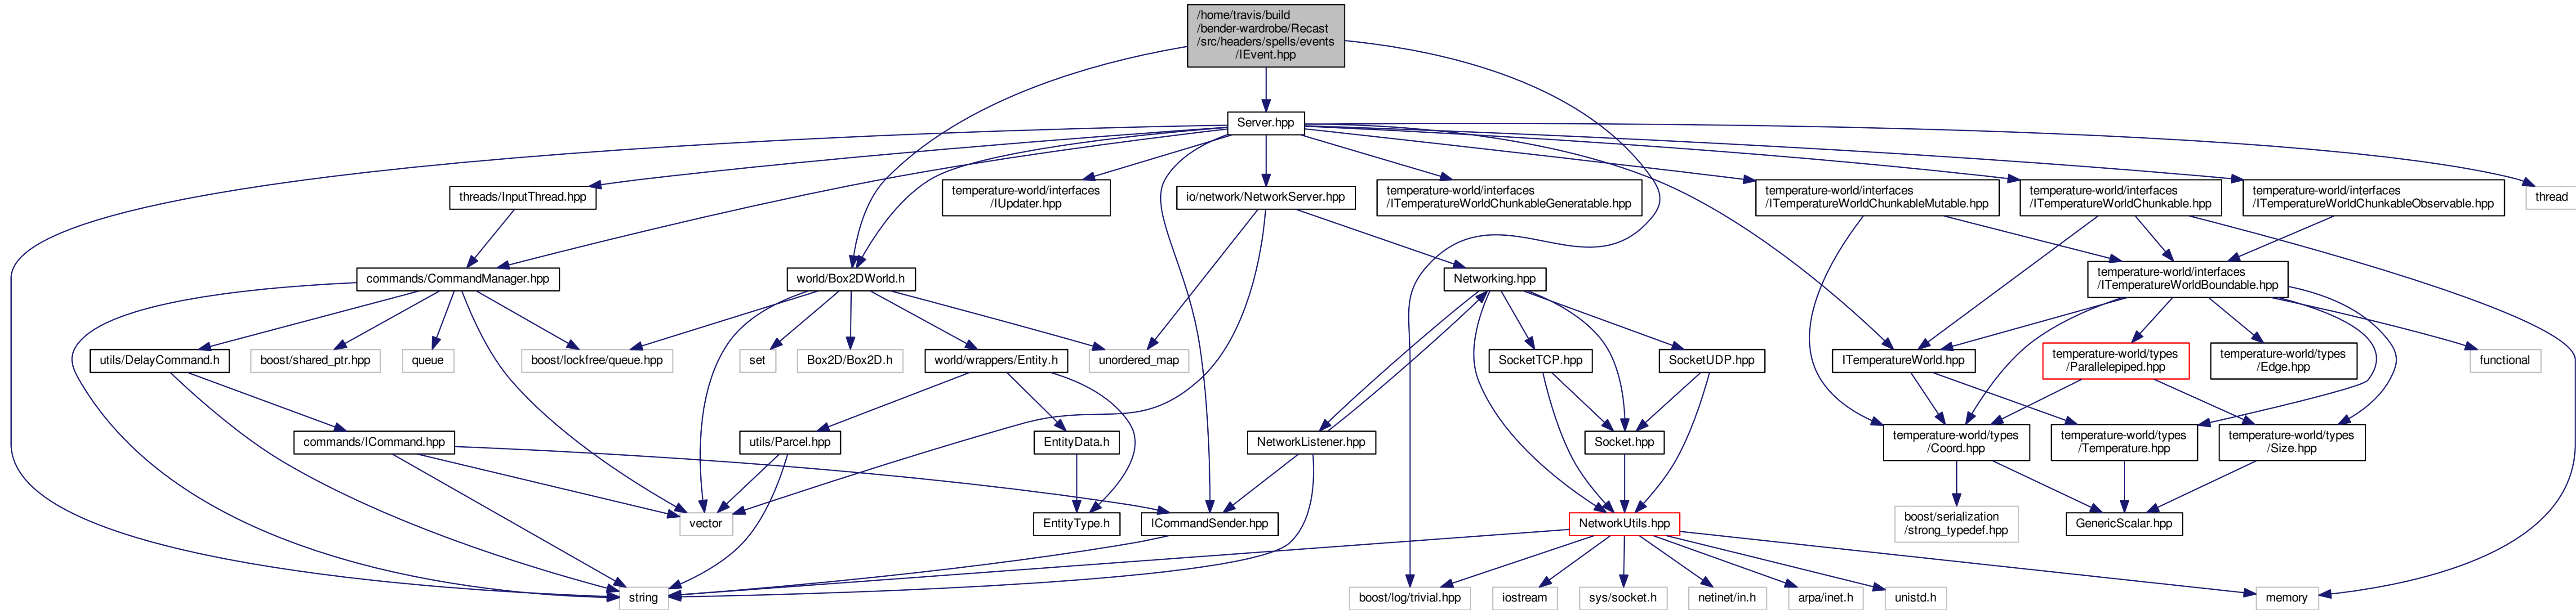 /home/travis/build
/bender-wardrobe/Recast
/src/headers/spells/events
/IEvent.hpp
Server.hpp
threads/InputThread.hpp
temperature-world/interfaces
/IUpdater.hpp
io/network/NetworkServer.hpp
temperature-world/interfaces
/ITemperatureWorldChunkableGeneratable.hpp
temperature-world/interfaces
/ITemperatureWorldChunkableMutable.hpp
temperature-world/interfaces
/ITemperatureWorldChunkable.hpp
temperature-world/interfaces
/ITemperatureWorldChunkableObservable.hpp
thread
commands/CommandManager.hpp
world/Box2DWorld.h
Networking.hpp
temperature-world/interfaces
/ITemperatureWorldBoundable.hpp
utils/DelayCommand.h
boost/shared_ptr.hpp
queue
boost/lockfree/queue.hpp
set
Box2D/Box2D.h
world/wrappers/Entity.h
unordered_map
SocketTCP.hpp
SocketUDP.hpp
ITemperatureWorld.hpp
temperature-world/types
/Parallelepiped.hpp
temperature-world/types
/Edge.hpp
functional
commands/ICommand.hpp
utils/Parcel.hpp
EntityData.h
NetworkListener.hpp
Socket.hpp
temperature-world/types
/Coord.hpp
temperature-world/types
/Temperature.hpp
temperature-world/types
/Size.hpp
vector
EntityType.h
ICommandSender.hpp
NetworkUtils.hpp
boost/serialization
/strong_typedef.hpp
GenericScalar.hpp
string
boost/log/trivial.hpp
iostream
sys/socket.h
netinet/in.h
arpa/inet.h
unistd.h
memory